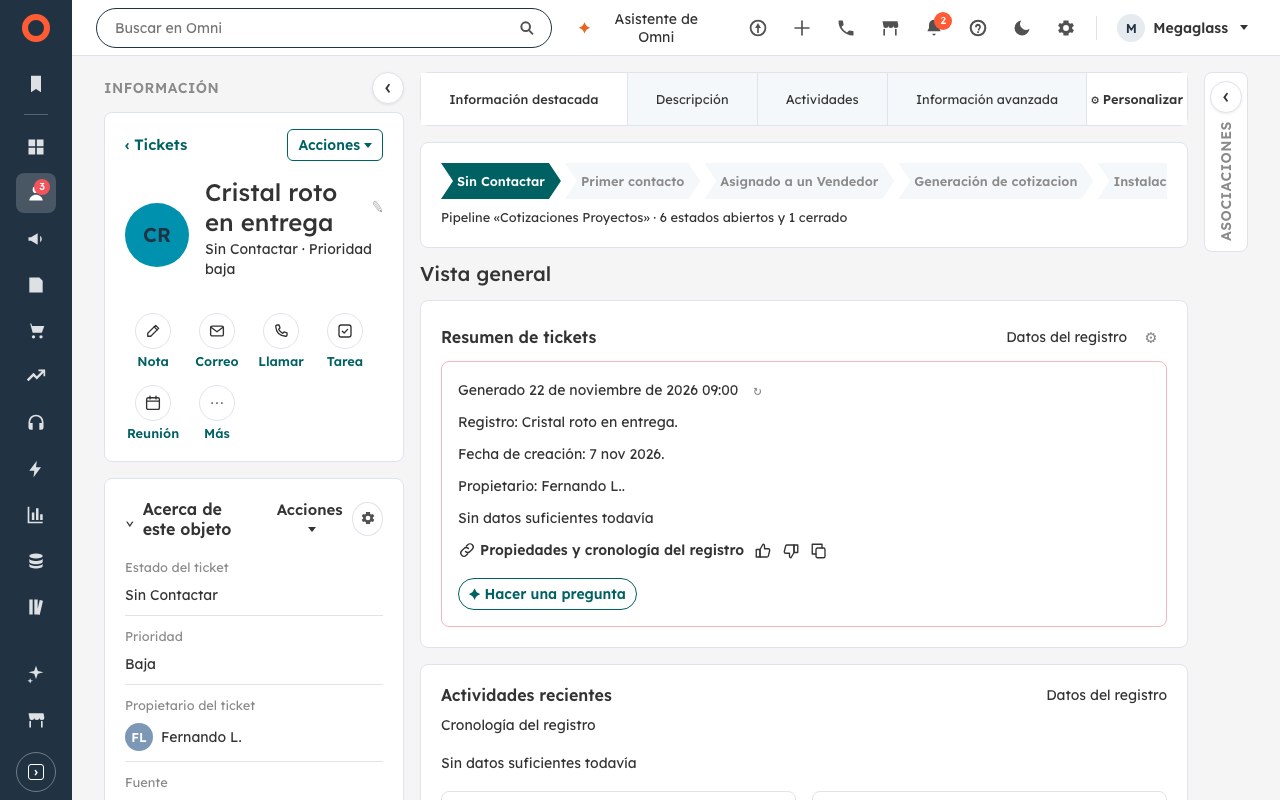 Buscar en Omni
Asistente de
Omni
2
M
Megaglass
3
INFORMACIÓN
‹ Tickets
Acciones
CR
Cristal roto
en entrega
Sin Contactar · Prioridad
baja
Nota
Correo
Llamar
Tarea
Reunión
Más
Acerca de
este objeto
Acciones
Estado del ticket
Sin Contactar
Prioridad
Baja
Propietario del ticket
FL
Fernando L.
Fuente
Información destacada
Descripción
Actividades
Información avanzada
Personalizar
Sin Contactar
Primer contacto
Asignado a un Vendedor
Generación de cotizacion
Instalac
Pipeline «Cotizaciones Proyectos» · 6 estados abiertos y 1 cerrado
Vista general
Resumen de tickets
Datos del registro
Generado 22 de noviembre de 2026 09:00
Registro: Cristal roto en entrega.
Fecha de creación: 7 nov 2026.
Propietario: Fernando L..
Sin datos suficientes todavía
Propiedades y cronología del registro
Hacer una pregunta
Actividades recientes
Datos del registro
Cronología del registro
Sin datos suficientes todavía
ASOCIACIONES